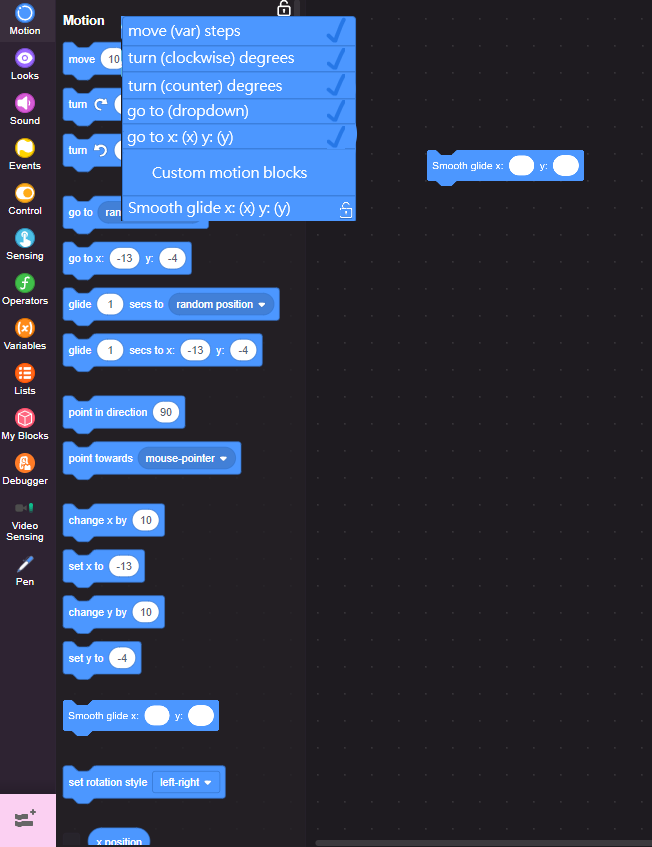 Motion
Looks
Sound
Events
Control
Sensing
Operators
Variables
Lists
My Blocks
Debugger
Video
Sensing
Pen
Motion
move (var) steps
turn (clockwise) degrees
turn (counter) degrees
go to (dropdown)
go to x: (x) y: (y)
Custom motion blocks
Smooth glide x: (x) y: (y)
move 10
turn
turn
go to
go to x: -13 y: -4
glide 1 secs to random position
glide 1 secs to x: -13 y: -4
point in direction 90
point towards mouse-pointer
change x by 10
set x to -13
change y by 10
set y to -4
Smooth glide x: y:
set rotation style left-right
x position
Smooth glide x: y: